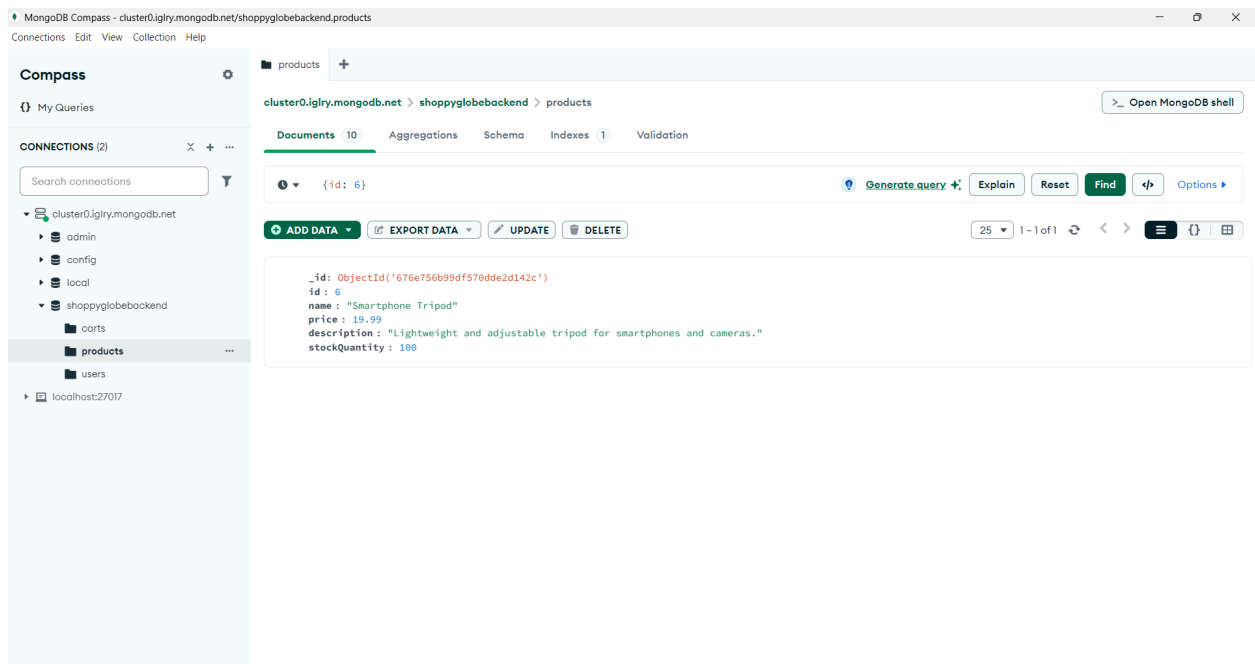 MongoDB Compass - cluster0.iglry.mongodb.net/shoppyglobebackend.products
Connections Edit View Collection Help
Compass
{} My Queries
CONNECTIONS (2)
Search connections
cluster0.iglry.mongodb.net
admin
config
local
shoppyglobebackend
carts
products
users
localhost:27017
products
cluster0.iglry.mongodb.net > shoppyglobebackend > products
>_ Open MongoDB shell
Documents 10 Aggregations Schema Indexes 1 Validation
{id: 6}
Generate query Explain Reset Find </> Options
ADD DATA EXPORT DATA UPDATE DELETE
25 1 – 1 of 1 {}
_id: ObjectId('676e756b99df570dde2d142c')
id : 6
name : "Smartphone Tripod"
price : 19.99
description : "Lightweight and adjustable tripod for smartphones and cameras."
stockQuantity : 100